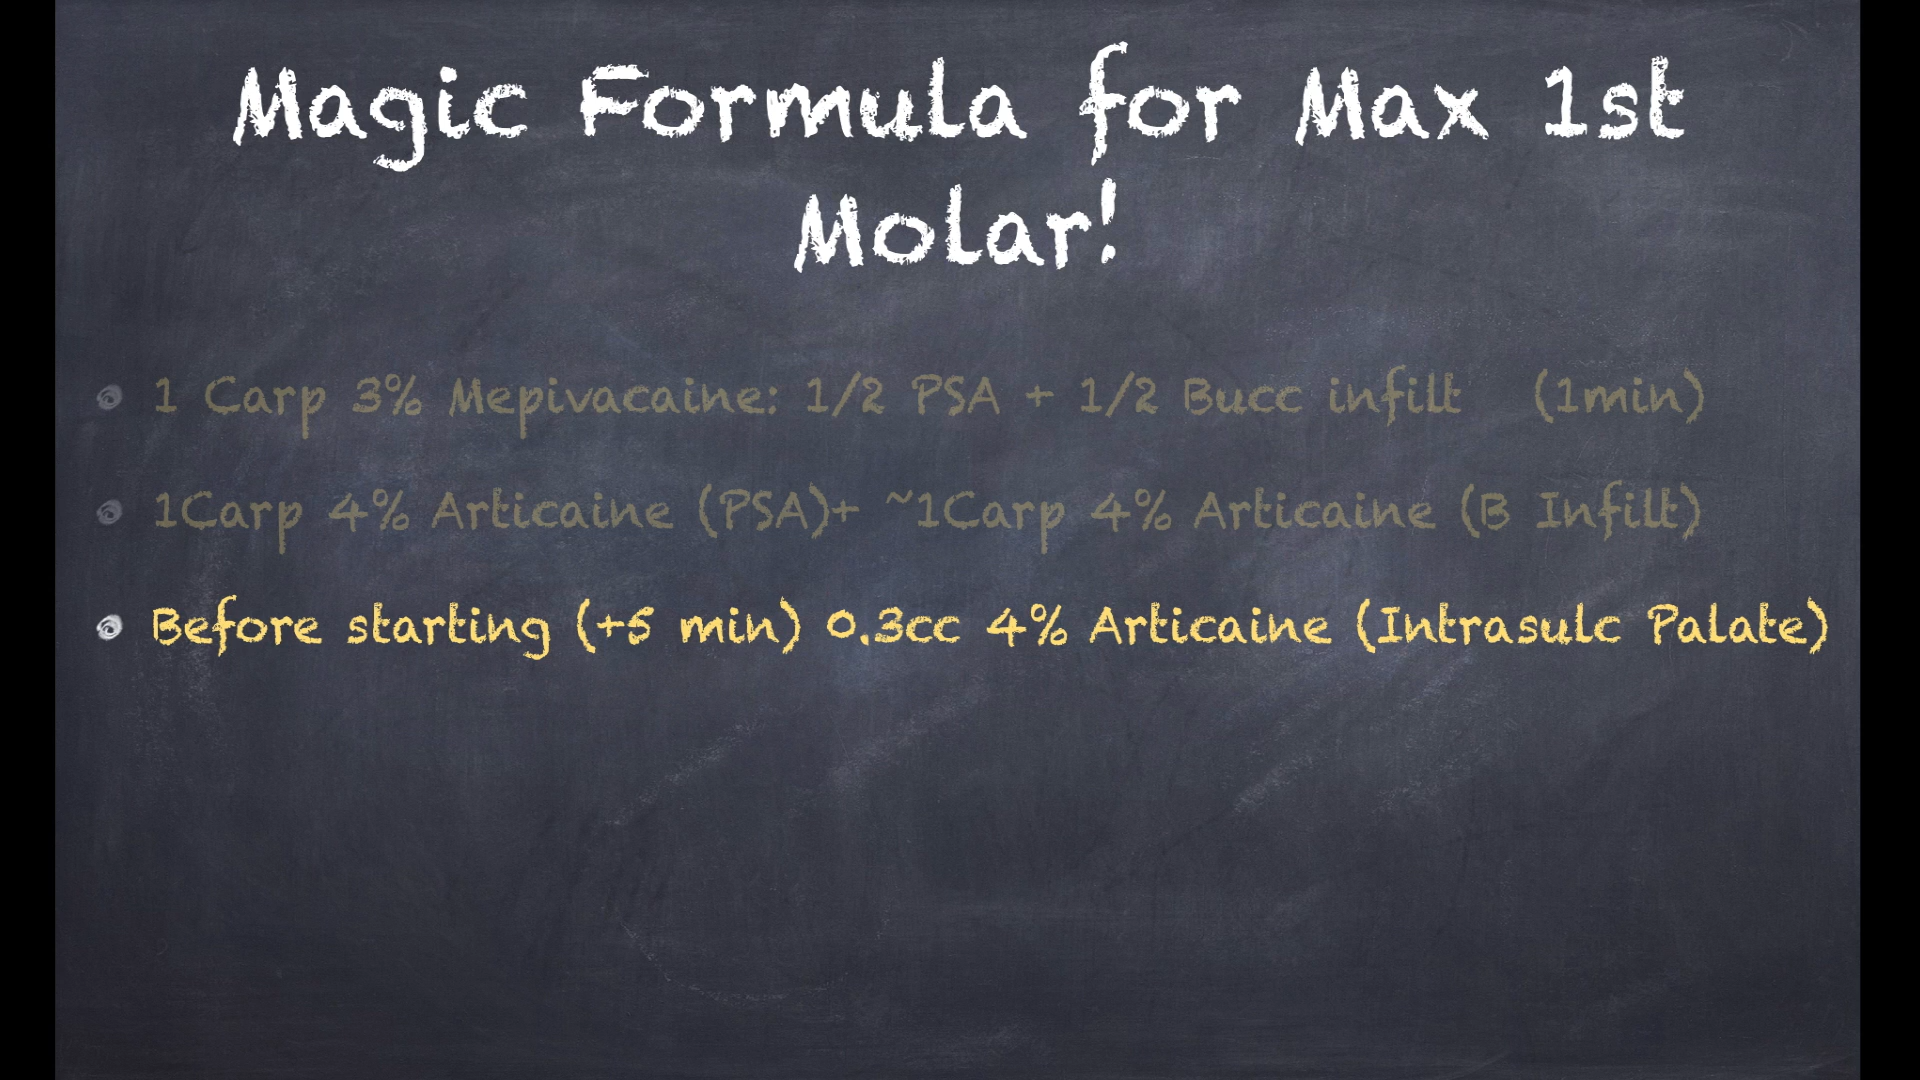 Magic Formula for Max 1st
Molar!
1 Carp 3% Mepivacaine: 1/2 PSA + 1/2 Bucc infilt (1min)
1Carp 4% Articaine (PSA)+ ~1Carp 4% Articaine (B Infilt)
Before starting (+5 min) 0.3cc 4% Articaine (Intrasulc Palate)